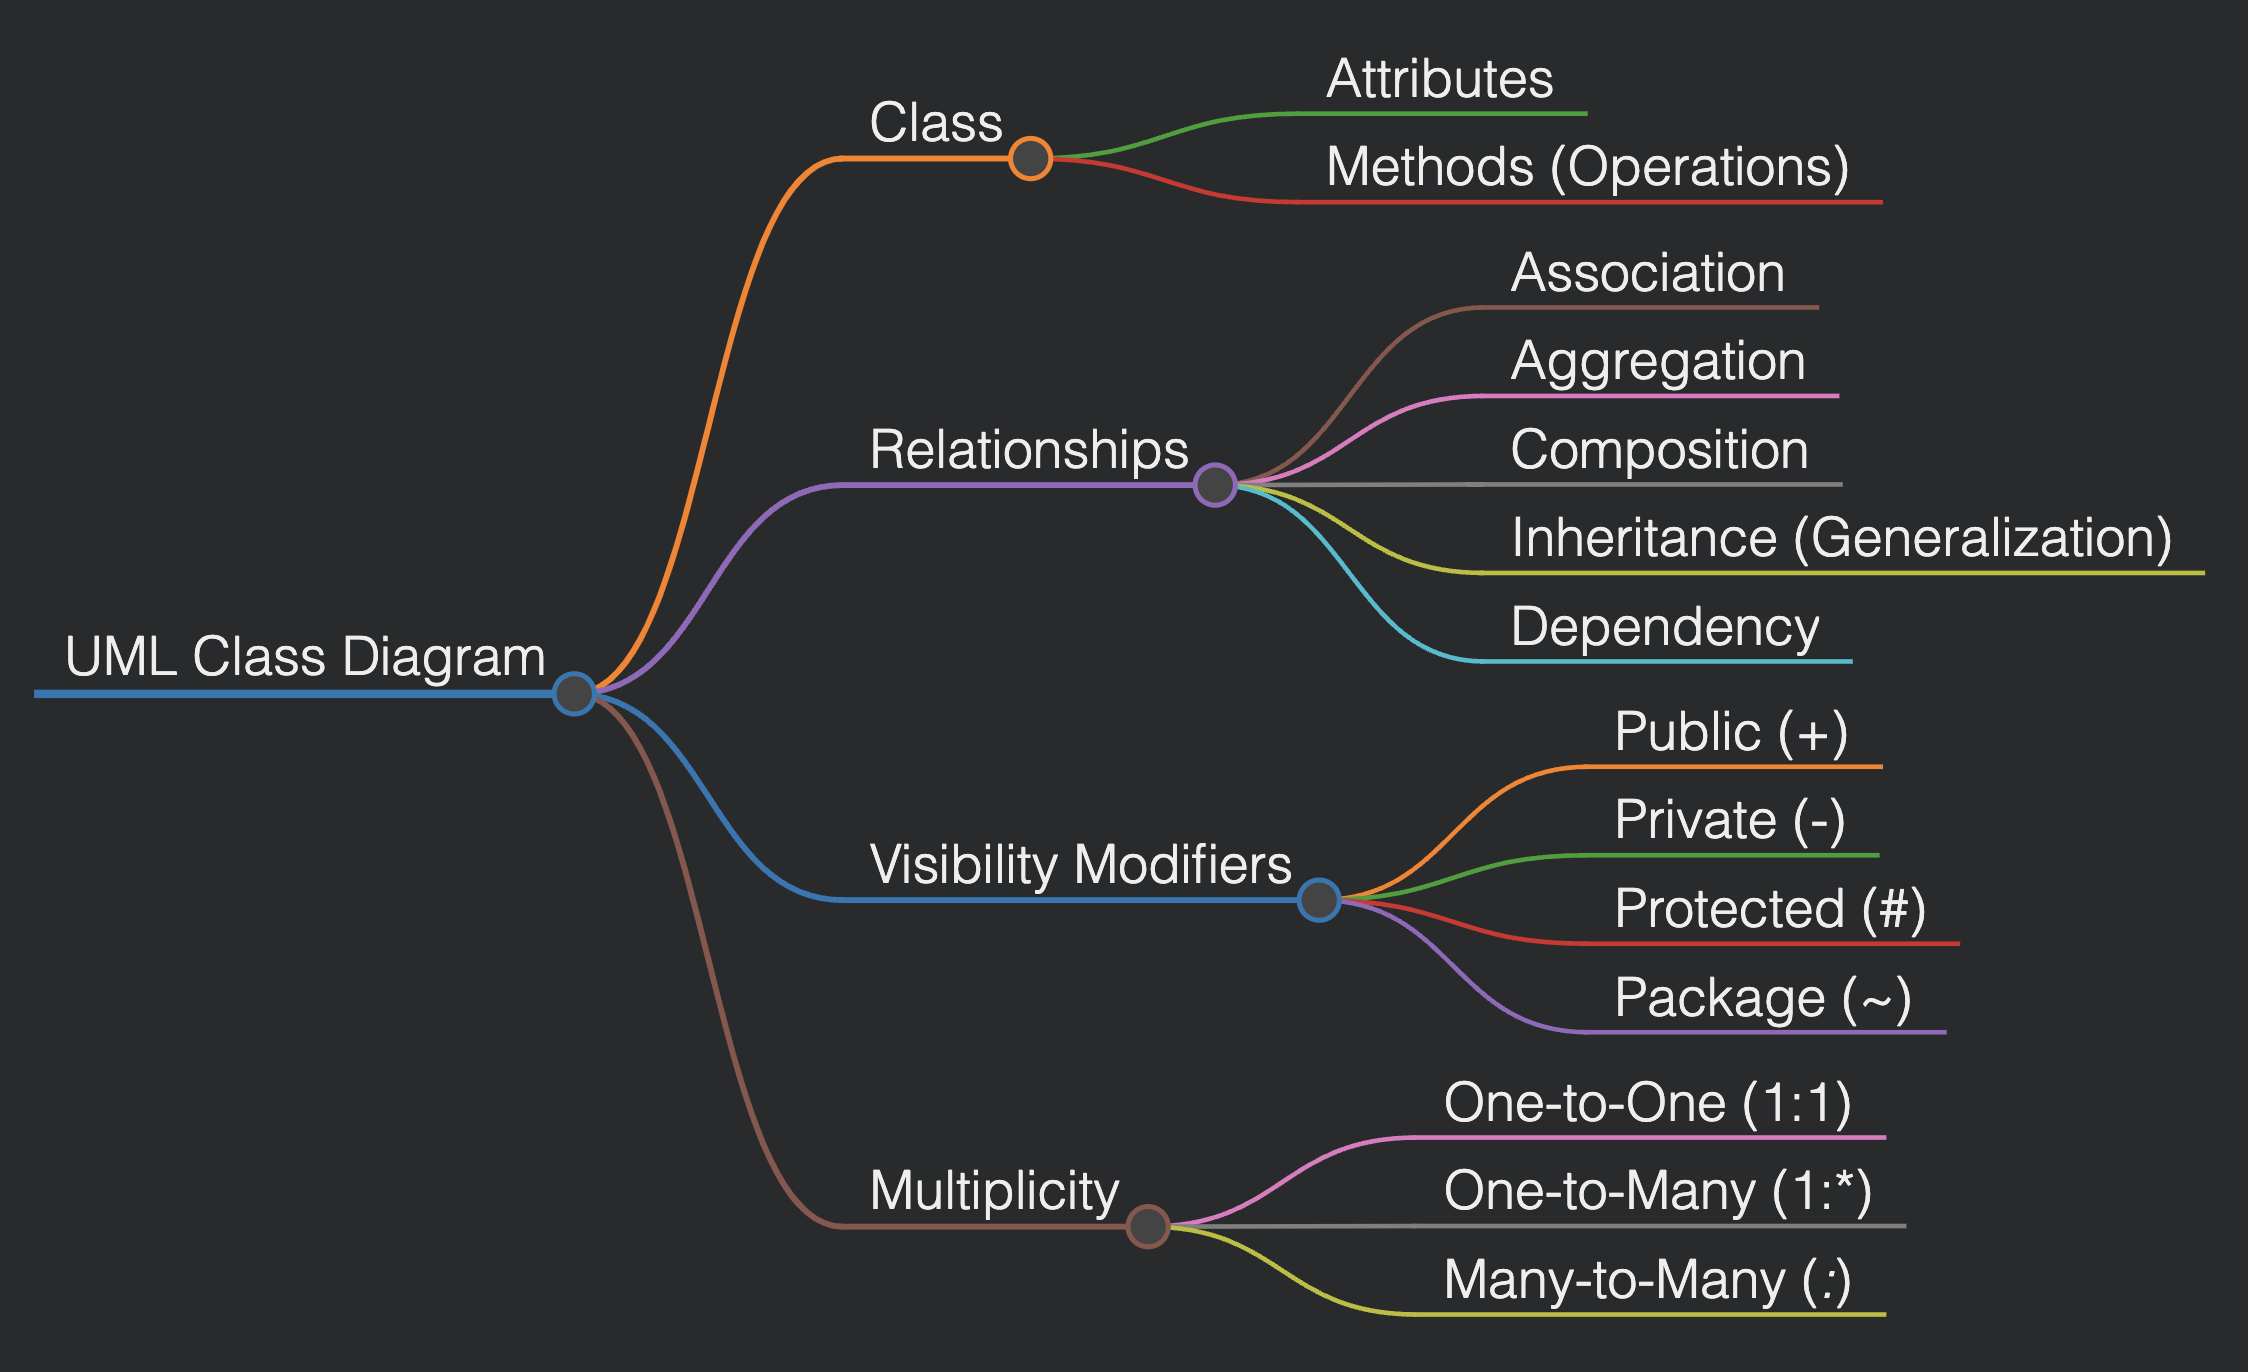 UML Class Diagram
Class
Attributes
Methods (Operations)
Relationships
Association
Aggregation
Composition
Inheritance (Generalization)
Dependency
Visibility Modifiers
Public (+)
Private (-)
Protected (#)
Package (~)
Multiplicity
One-to-One (1:1)
One-to-Many (1:*)
Many-to-Many (:)